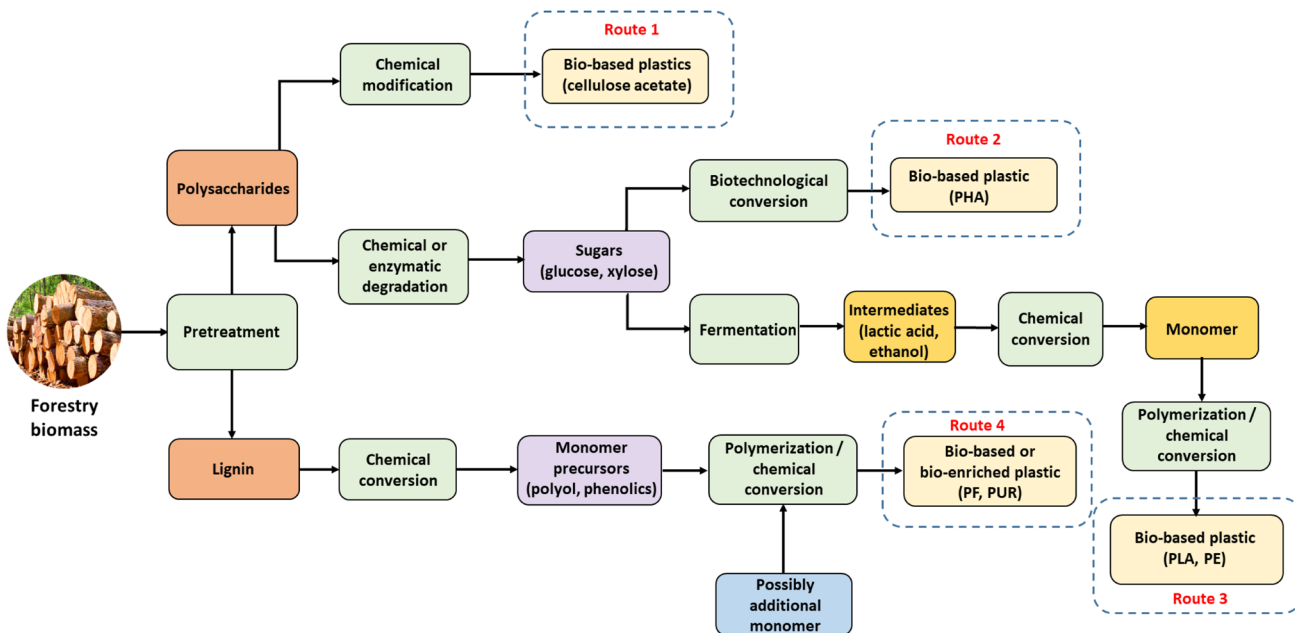 Route 1
Chemical
modification
Bio-based plastics
(cellulose acetate)
Route 2
Polysaccharides
Biotechnological
conversion
Bio-based plastic
(PHA)
Chemical or
enzymatic
degradation
Sugars
(glucose, xylose)
Pretreatment
Fermentation
Intermediates
(lactic acid,
ethanol)
Chemical
conversion
Monomer
Forestry
biomass
Polymerization /
chemical
conversion
Route 4
Lignin
Chemical
conversion
Monomer
precursors
(polyol, phenolics)
Polymerization /
chemical
conversion
Bio-based or
bio-enriched plastic
(PF, PUR)
Bio-based plastic
(PLA, PE)
Route 3
Possibly
additional
monomer